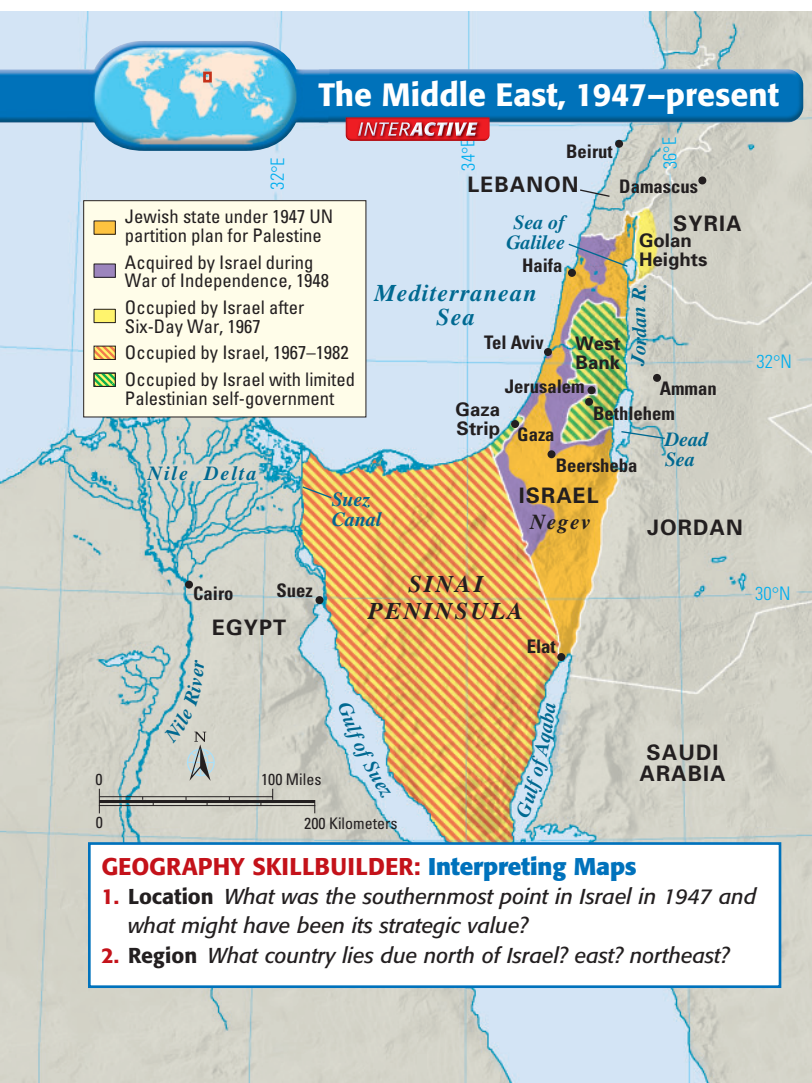 The Middle East, 1947–present
INTERACTIVE
32°E
34°E
36°E
Beirut
LEBANON
Damascus
Jewish state under 1947 UN
partition plan for Palestine
Acquired by Israel during
War of Independence, 1948
Occupied by Israel after
Six-Day War, 1967
Occupied by Israel, 1967–1982
Occupied by Israel with limited
Palestinian self-government
Sea of
Galilee
SYRIA
Golan
Heights
Haifa
Mediterranean
Sea
Jordan R.
Tel Aviv
West
Bank
32°N
Jerusalem
Amman
Gaza
Strip
Bethlehem
Gaza
Dead
Sea
Beersheba
Nile Delta
Suez
Canal
ISRAEL
Negev
JORDAN
Cairo
Suez
SINAI
PENINSULA
30°N
EGYPT
Elat
Nile River
Gulf of Suez
Gulf of Aqaba
N
SAUDI
ARABIA
0 100 Miles
0 200 Kilometers
GEOGRAPHY SKILLBUILDER: Interpreting Maps
1. Location What was the southernmost point in Israel in 1947 and
what might have been its strategic value?
2. Region What country lies due north of Israel? east? northeast?